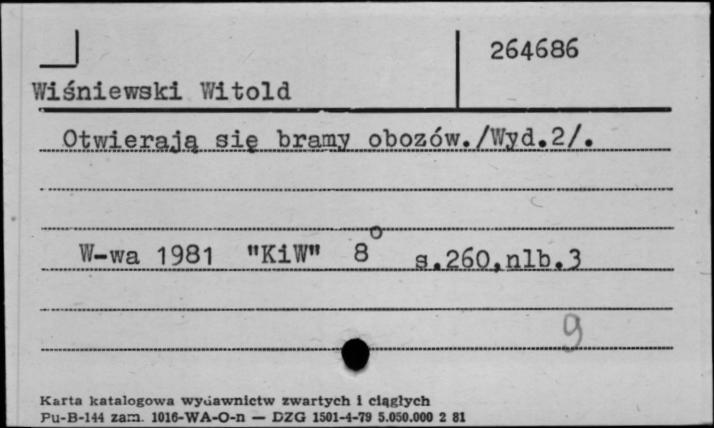 264686
Wiśniewski Witold
Otwierają się bramy obozów./Wyd.2/.
W-wa 1981 "KiW" 8° s.260,nlb.3
9
Karta katalogowa wydawnictw zwartych i ciągłych
Pu-B-144 zam. 1016-WA-O-n — DZG 1501-4-79 5.050.000 2 81